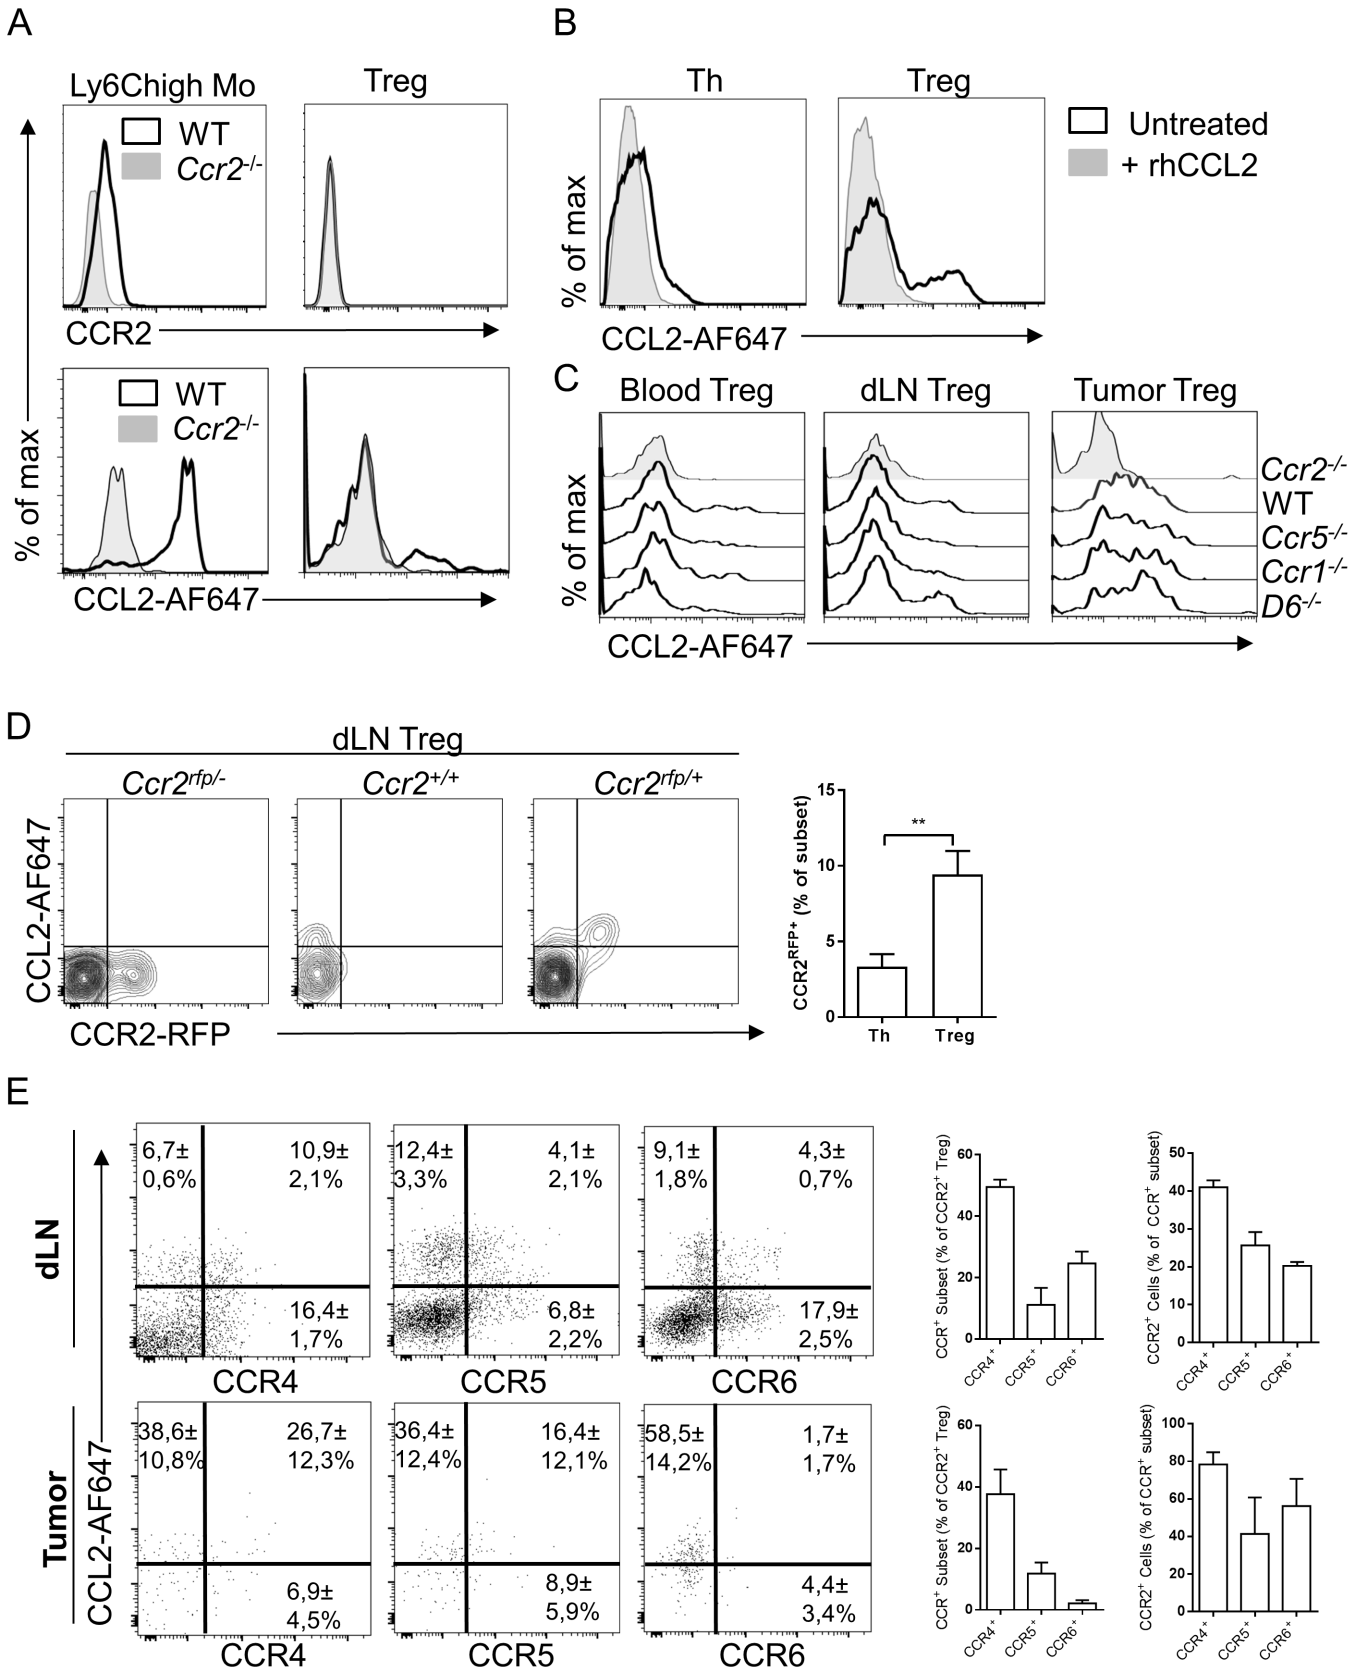 A
Ly6Chigh Mo
Treg
WT
Ccr2-/-
CCR2
WT
Ccr2-/-
% of max
CCL2-AF647
B
Th
Treg
Untreated
+ rhCCL2
% of max
CCL2-AF647
C
Blood Treg
dLN Treg
Tumor Treg
Ccr2-/-
WT
Ccr5-/-
Ccr1-/-
D6-/-
% of max
CCL2-AF647
D
dLN Treg
Ccr2rfp/-
Ccr2+/+
Ccr2rfp/+
CCL2-AF647
CCR2-RFP
CCR2RFP+ (% of subset)
15
10
5
0
**
Th
Treg
E
dLN
Tumor
CCL2-AF647
6,7±
0,6%
10,9±
2,1%
16,4±
1,7%
CCR4
12,4±
3,3%
4,1±
2,1%
6,8±
2,2%
CCR5
9,1±
1,8%
4,3±
0,7%
17,9±
2,5%
CCR6
CCR+ Subset (% of CCR2+ Treg)
60
40
20
0
CCR4+
CCR5+
CCR6+
CCR2+ Cells (% of CCR+ subset)
50
40
30
20
10
0
CCR4+
CCR5+
CCR6+
38,6±
10,8%
26,7±
12,3%
6,9±
4,5%
CCR4
36,4±
12,4%
16,4±
12,1%
8,9±
5,9%
CCR5
58,5±
14,2%
1,7±
1,7%
4,4±
3,4%
CCR6
CCR+ Subset (% of CCR2+ Treg)
60
40
20
0
CCR4+
CCR5+
CCR6+
CCR2+ Cells (% of CCR+ subset)
100
80
60
40
20
0
CCR4+
CCR5+
CCR6+